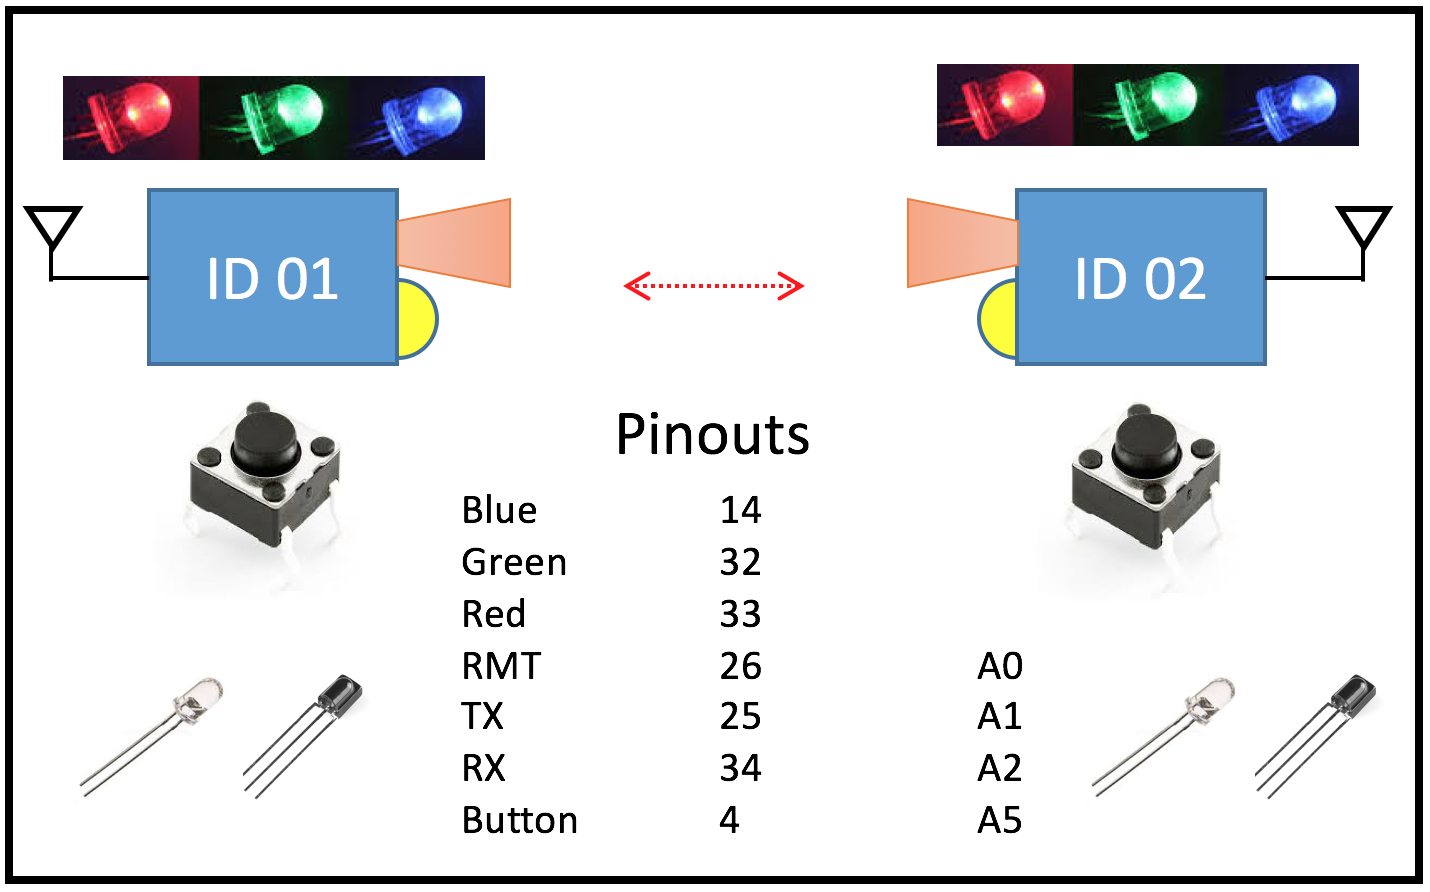 ID 01
ID 02
Pinouts
Blue 14
Green 32
Red 33
RMT 26 A0
TX 25 A1
RX 34 A2
Button 4 A5